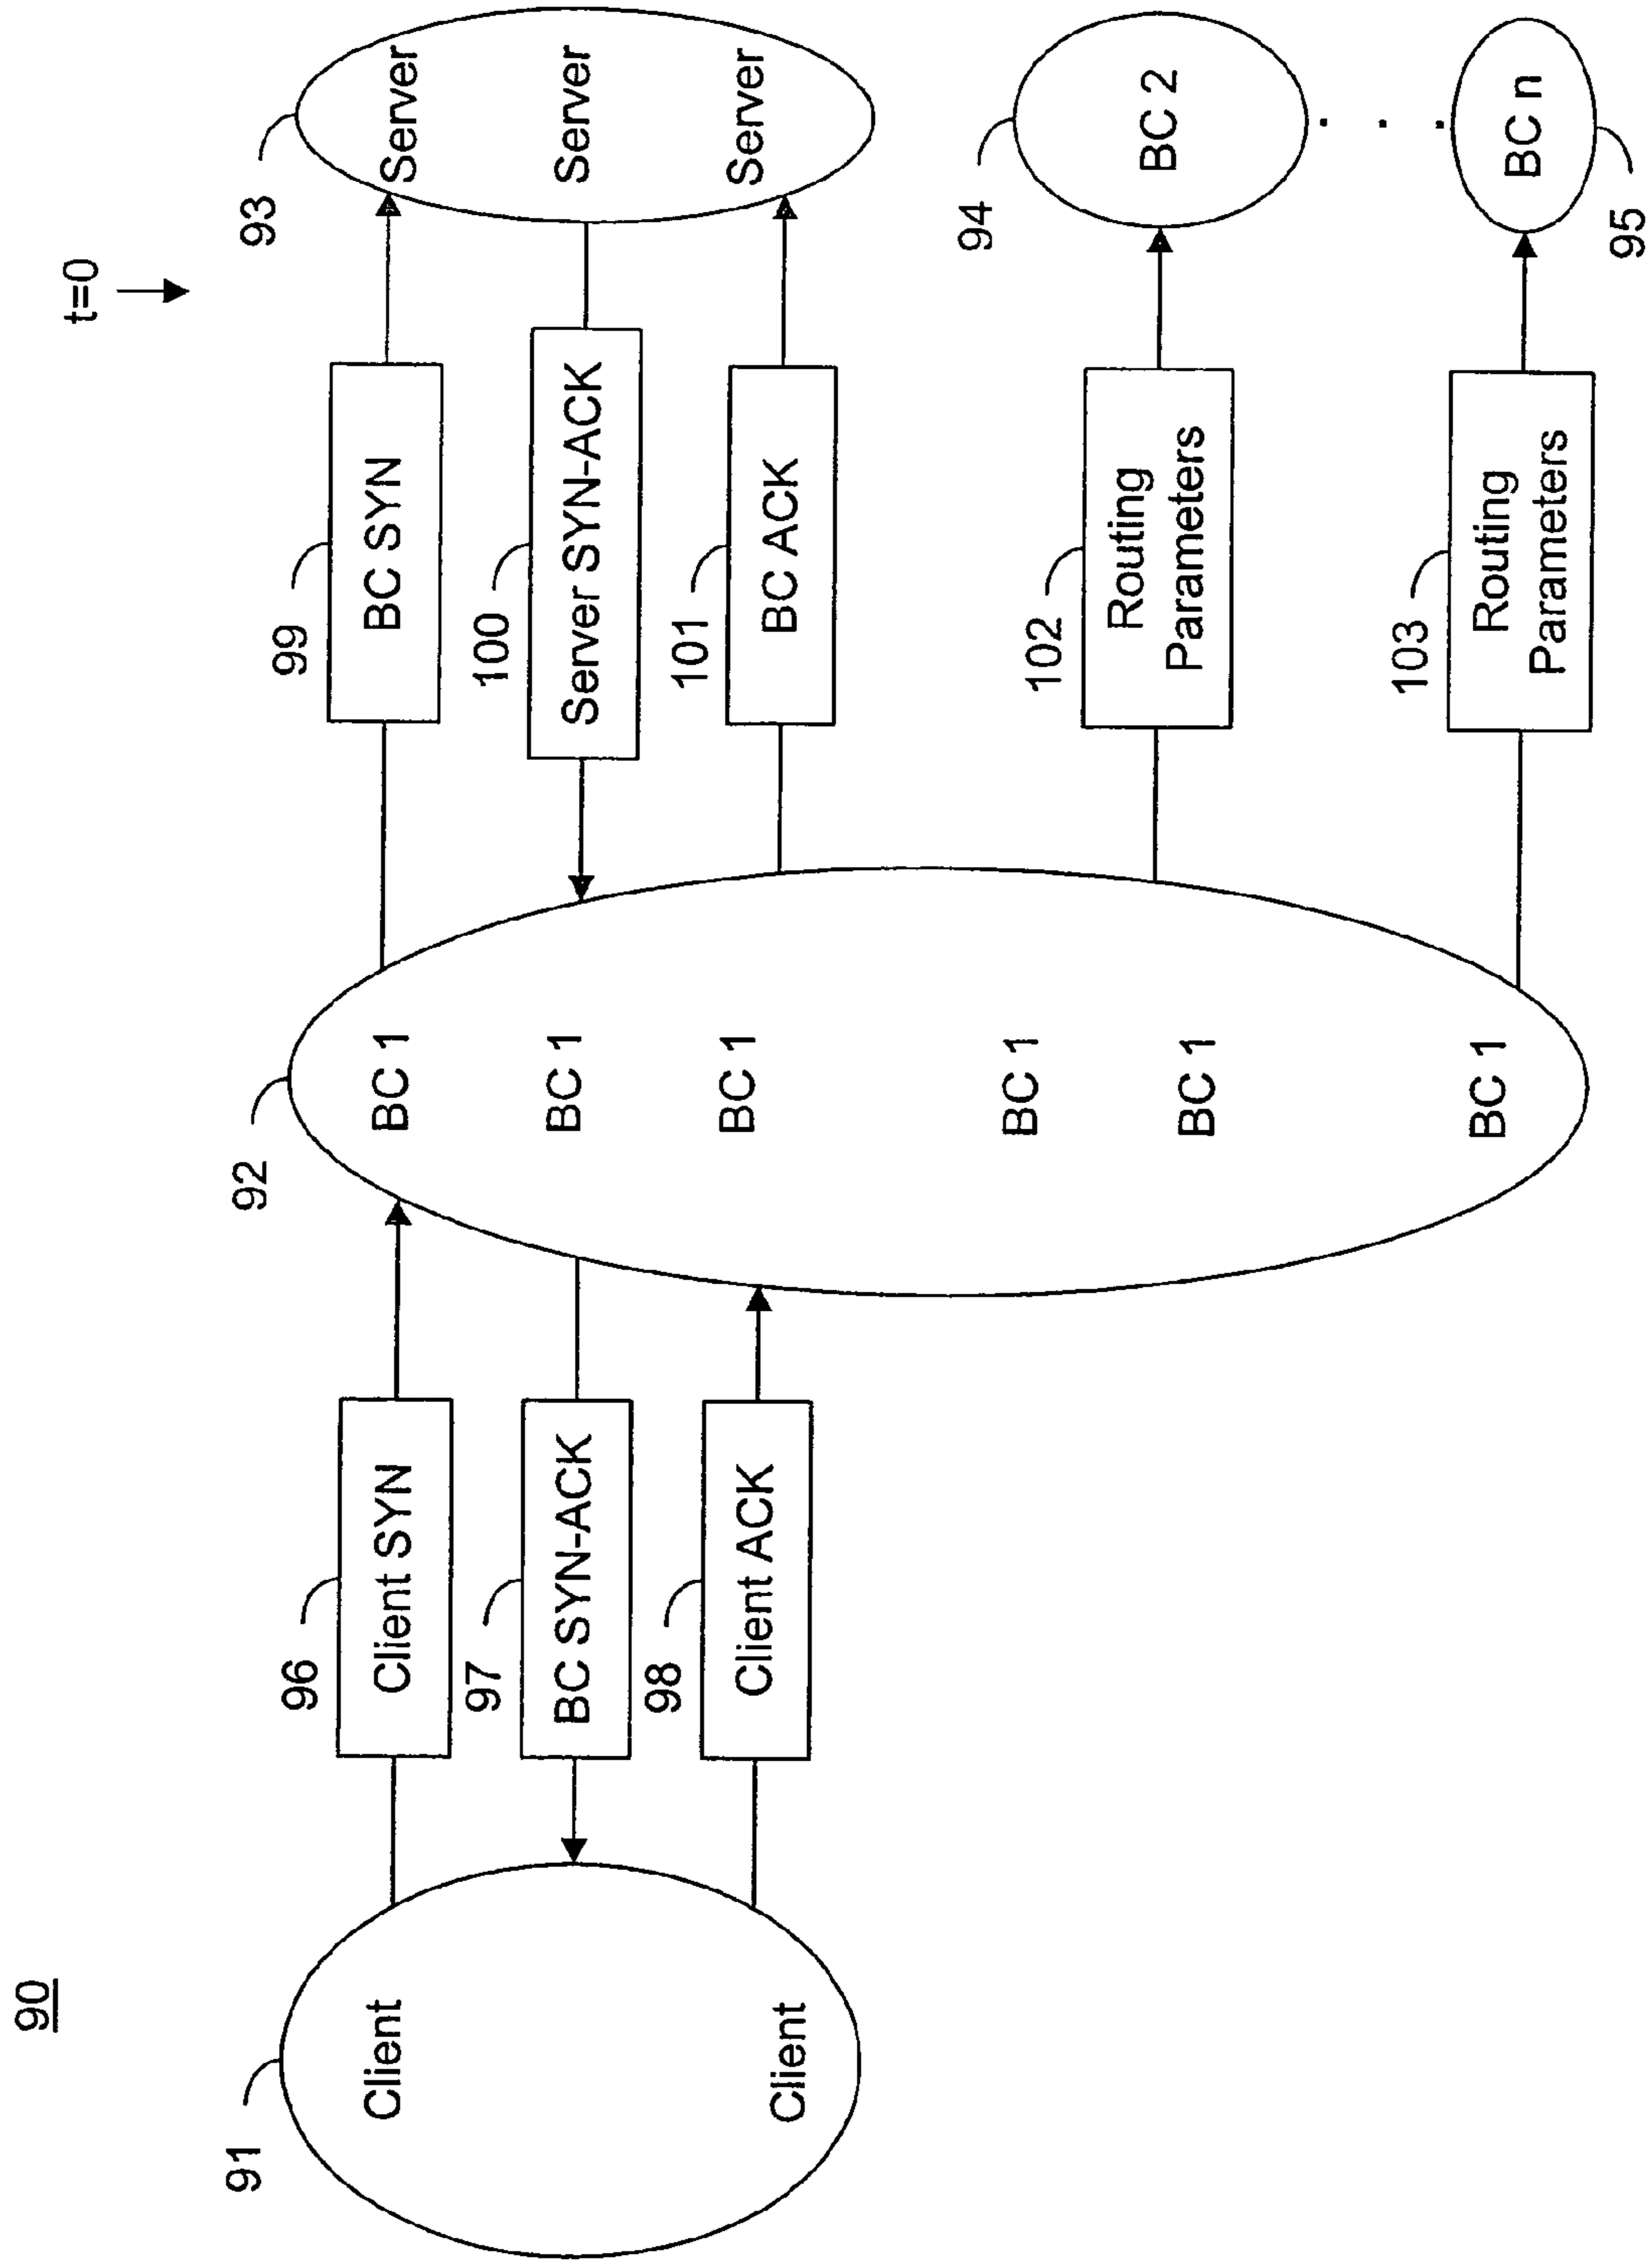 90
t=0
91
92
93
Client
96
Client SYN
BC 1
99
BC SYN
Server
97
BC SYN-ACK
BC 1
100
Server SYN-ACK
Server
Client
98
Client ACK
BC 1
101
BC ACK
Server
BC 1
94
BC 1
102
Routing
Parameters
BC 2
. . .
BC 1
103
Routing
Parameters
BC n
95